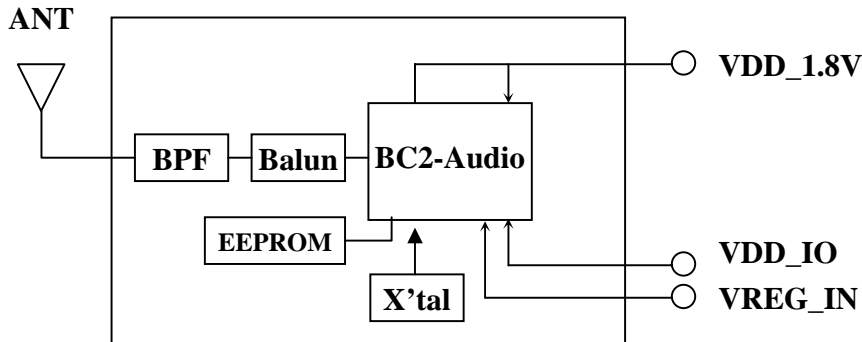 ANT
VDD_1.8V
BPF
Balun
BC2-Audio
EEPROM
X’tal
VDD_IO
VREG_IN